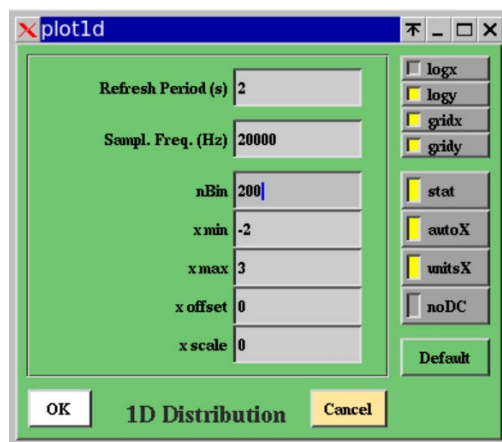 plot1d
Refresh Period (s) 2
Sampl. Freq. (Hz) 20000
nBin 200
x min -2
x max 3
x offset 0
x scale 0
logx
logy
gridx
gridy
stat
autoX
unitsX
noDC
Default
OK 1D Distribution Cancel